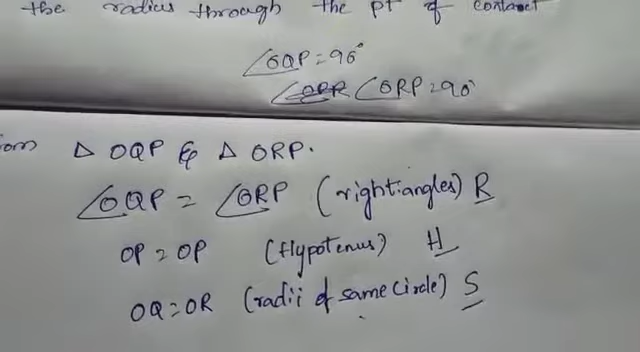 the radius through the pt of contact
∠OQP = 90°
∠OPR ∠ORP = 90°
from Δ OQP & Δ ORP.
∠OQP = ∠ORP (right angles) R
OP = OP (Hypotenus) H
OQ = OR (radii of same circle) S